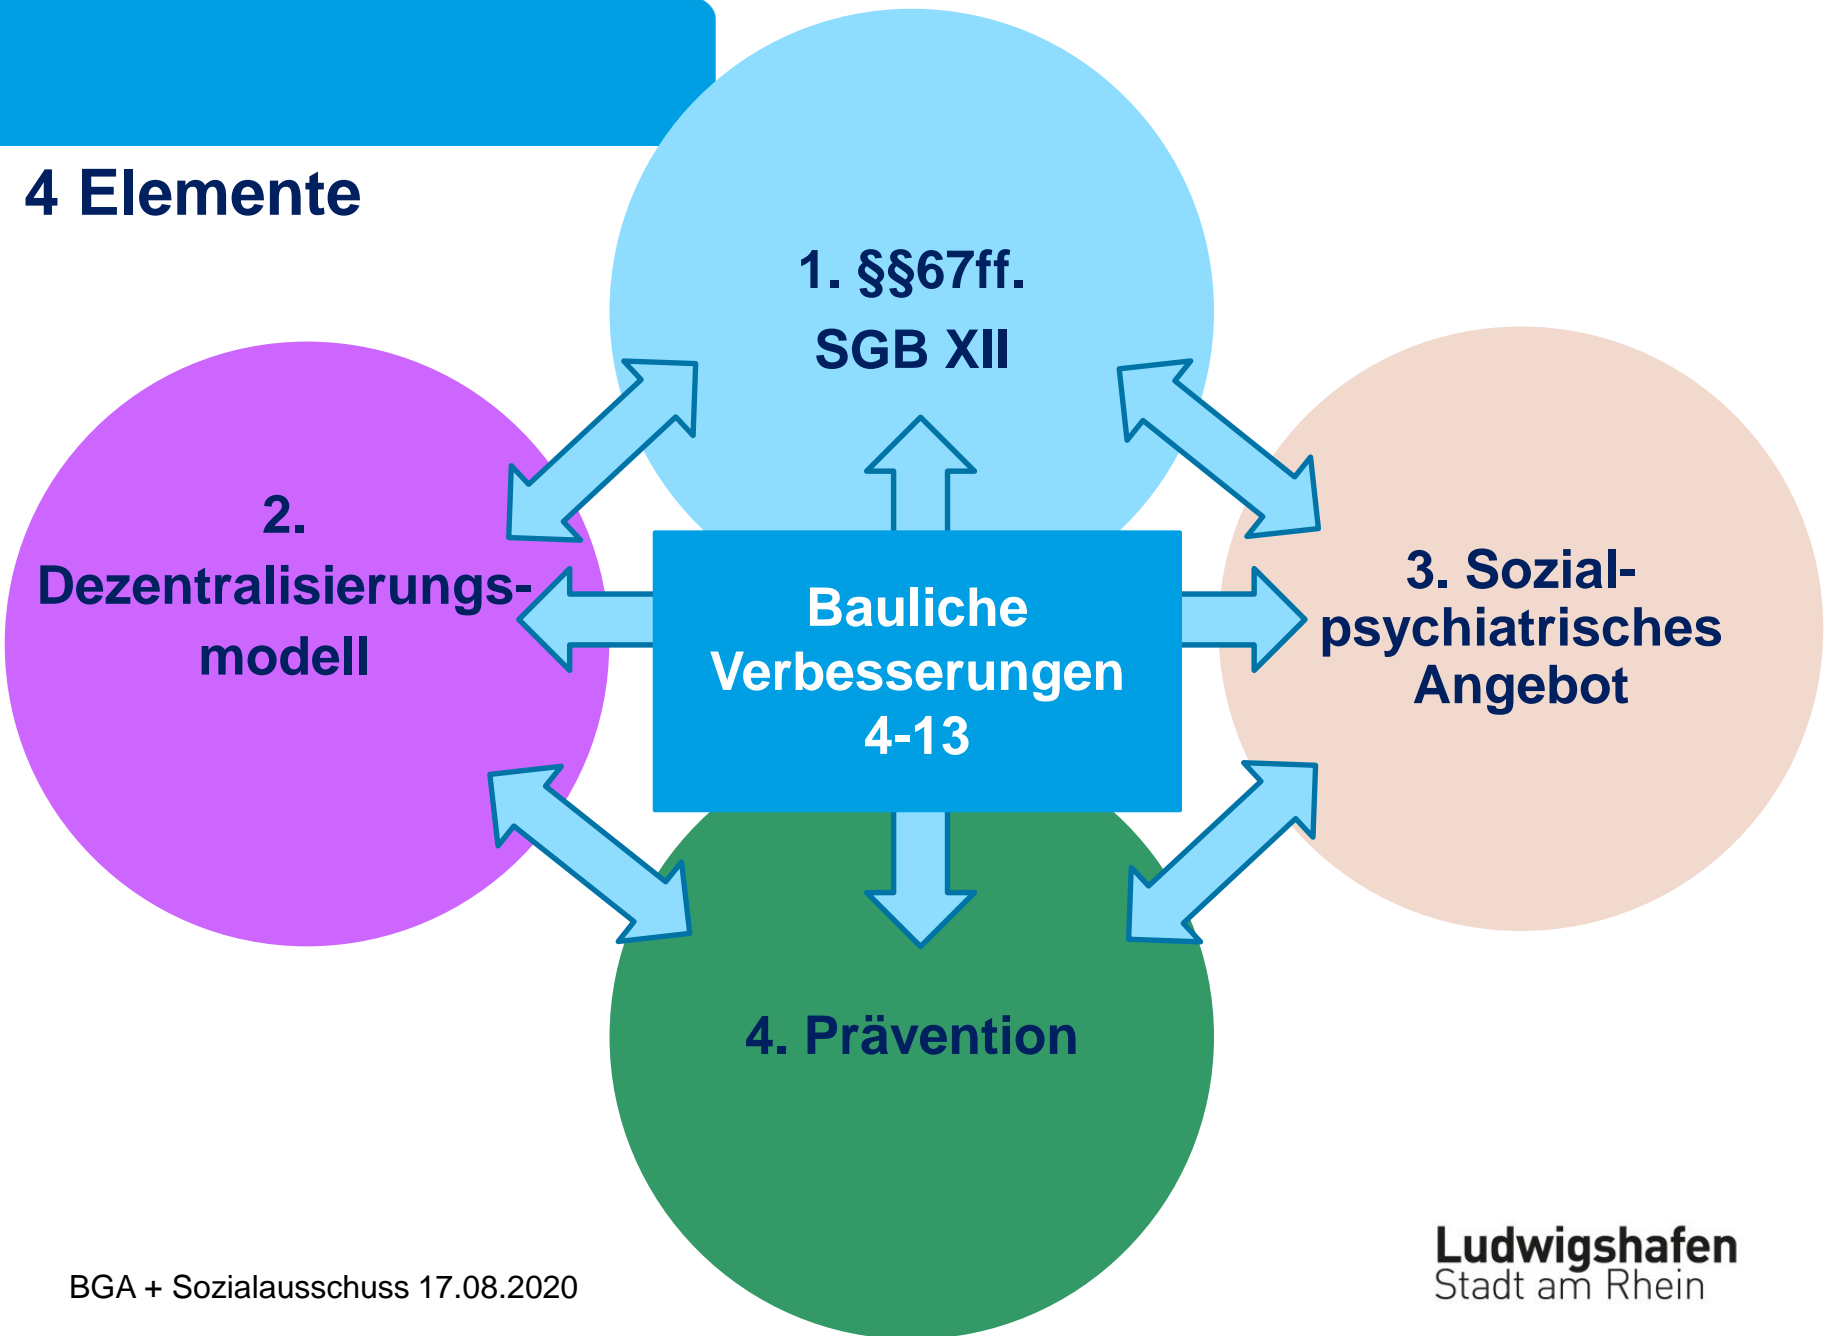 4 Elemente
1. §§67ff.
SGB XII
2.
Dezentralisierungs-
modell
Bauliche
Verbesserungen
4-13
3. Sozial-
psychiatrisches
Angebot
4. Prävention
BGA + Sozialausschuss 17.08.2020
Ludwigshafen
Stadt am Rhein